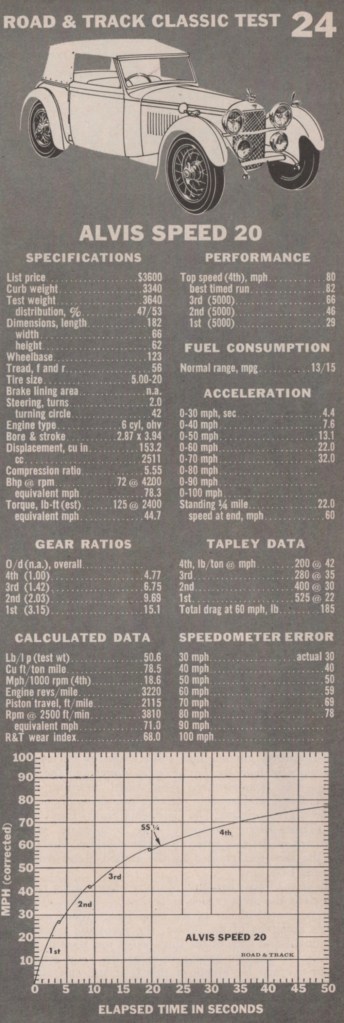 ROAD & TRACK CLASSIC TEST 24
ALVIS SPEED 20
SPECIFICATIONS
List price $3600
Curb weight 3340
Test weight 3640
distribution, % 47/53
Dimensions, length 182
width 66
height 62
Wheelbase 123
Tread, f and r 56
Tire size 5.00-20
Brake lining area n.a.
Steering, turns 2.0
turning circle 42
Engine type 6 cyl, ohv
Bore & stroke 2.87 x 3.94
Displacement, cu in 153.2
cc 2511
Compression ratio 5.55
Bhp @ rpm 72 @ 4200
equivalent mph 78.3
Torque, lb-ft (est) 125 @ 2400
equivalent mph 44.7
GEAR RATIOS
O/d (n.a.), overall
4th (1.00) 4.77
3rd (1.42) 6.75
2nd (2.03) 9.69
1st (3.15) 15.1
CALCULATED DATA
Lb/hp (test wt) 50.6
Cu ft/ton mile 78.5
Mph/1000 rpm (4th) 18.6
Engine revs/mile 3220
Piston travel, ft/mile 2115
Rpm @ 2500 ft/min 3810
equivalent mph 71.0
R&T wear index 68.0
PERFORMANCE
Top speed (4th), mph 80
best timed run 82
3rd (5000) 66
2nd (5000) 46
1st (5000) 29
FUEL CONSUMPTION
Normal range, mpg 13/15
ACCELERATION
0-30 mph, sec 4.4
0-40 mph 7.6
0-50 mph 13.1
0-60 mph 22.0
0-70 mph 32.0
0-80 mph
0-90 mph
0-100 mph
Standing ¼ mile 22.0
speed at end, mph 60
TAPLEY DATA
4th, lb/ton @ mph 200 @ 42
3rd 280 @ 35
2nd 400 @ 30
1st 525 @ 22
Total drag at 60 mph, lb 185
SPEEDOMETER ERROR
30 mph actual 30
40 mph 40
50 mph 50
60 mph 59
70 mph 69
80 mph 78
90 mph
100 mph
MPH (corrected)
100
90
80
70
60
50
40
30
20
10
SS ¼
4th
3rd
2nd
1st
ALVIS SPEED 20
ROAD & TRACK
0 5 10 15 20 25 30 35 40 45 50
ELAPSED TIME IN SECONDS